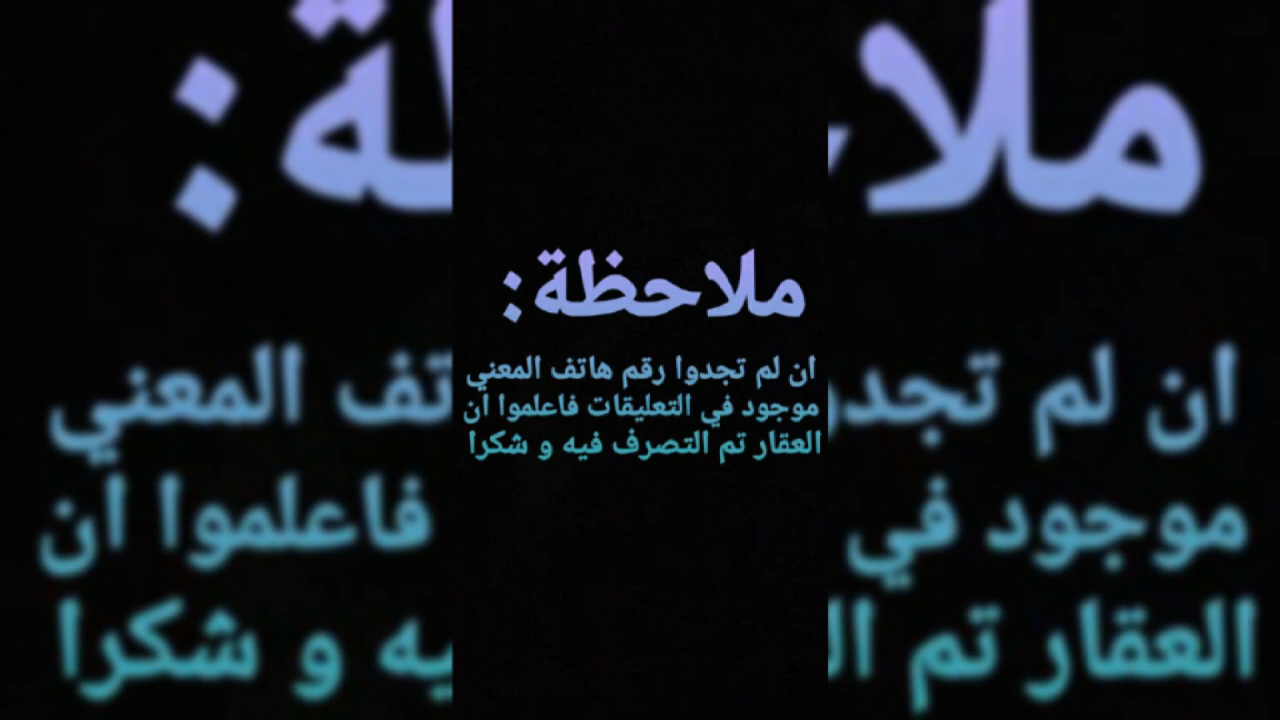 ملاحظة:
ان لم تجدوا رقم هاتف المعني
موجود في التعليقات فاعلموا ان
العقار تم التصرف فيه و شكرا